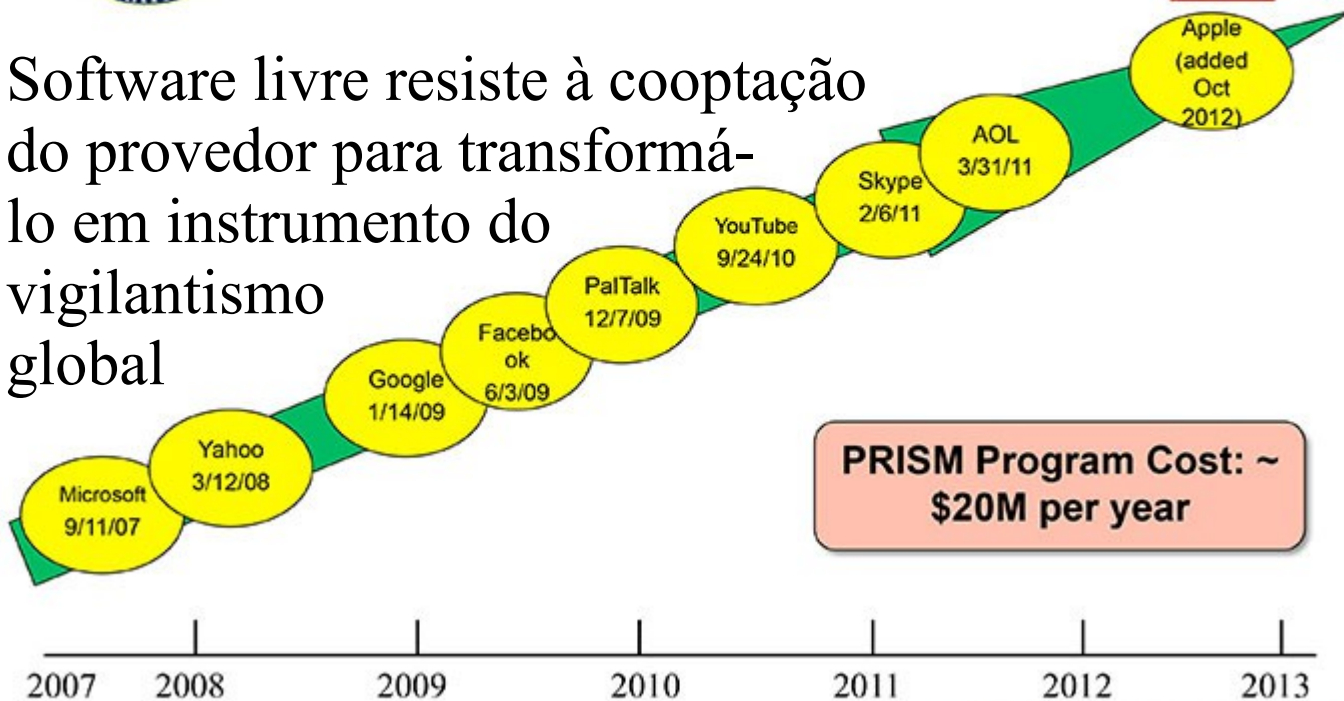 Software livre resiste à cooptação
do provedor para transformá-
lo em instrumento do
vigilantismo
global
Microsoft
9/11/07
Yahoo
3/12/08
Google
1/14/09
Facebo
ok
6/3/09
PalTalk
12/7/09
YouTube
9/24/10
Skype
2/6/11
AOL
3/31/11
Apple
(added
Oct
2012)
PRISM Program Cost: ~
$20M per year
2007 2008 2009 2010 2011 2012 2013